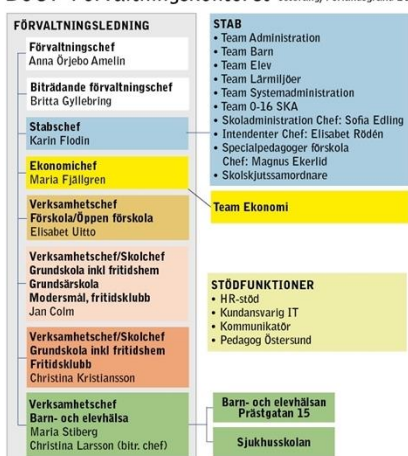 FÖRVALTNINGSLEDNING
Förvaltningschef
Anna Örjebo Amelin
Biträdande förvaltningschef
Britta Gyllebring
Stabschef
Karin Flodin
Ekonomichef
Maria Fjällgren
Verksamhetschef
Förskola/Öppen förskola
Elisabet Uitto
Verksamhetschef/Skolchef
Grundskola inkl fritidshem
Grundsärskola
Modersmål, fritidsklubb
Jan Colm
Verksamhetschef/Skolchef
Grundskola inkl fritidshem
Fritidsklubb
Christina Kristiansson
Verksamhetschef
Barn- och elevhälsa
Maria Stiberg
Christina Larsson (bitr. chef)
STAB
• Team Administration
• Team Barn
• Team Elev
• Team Lärmiljöer
• Team Systemadministration
• Team 0-16 SKA
• Skoladministration Chef: Sofia Edling
• Intendenter Chef: Elisabet Rödén
• Specialpedagoger förskola
Chef: Magnus Ekerlid
• Skolskjutssamordnare
Team Ekonomi
STÖDFUNKTIONER
• HR-stöd
• Kundansvarig IT
• Kommunikatör
• Pedagog Östersund
Barn- och elevhälsan
Prästgatan 15
Sjukhusskolan